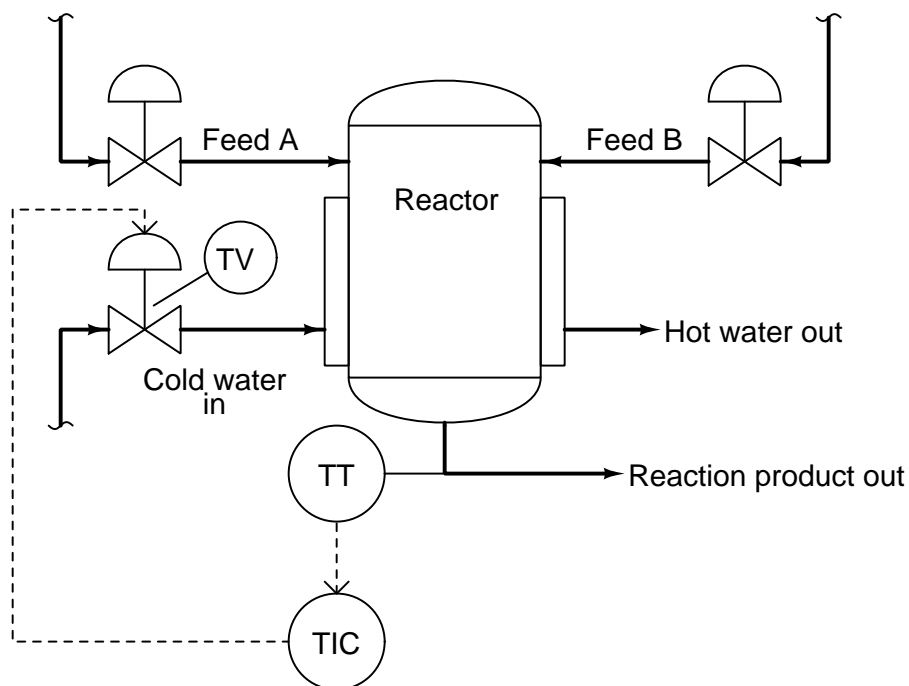 Feed A
Feed B
Reactor
TV
Hot water out
Cold water
in
TT
Reaction product out
TIC